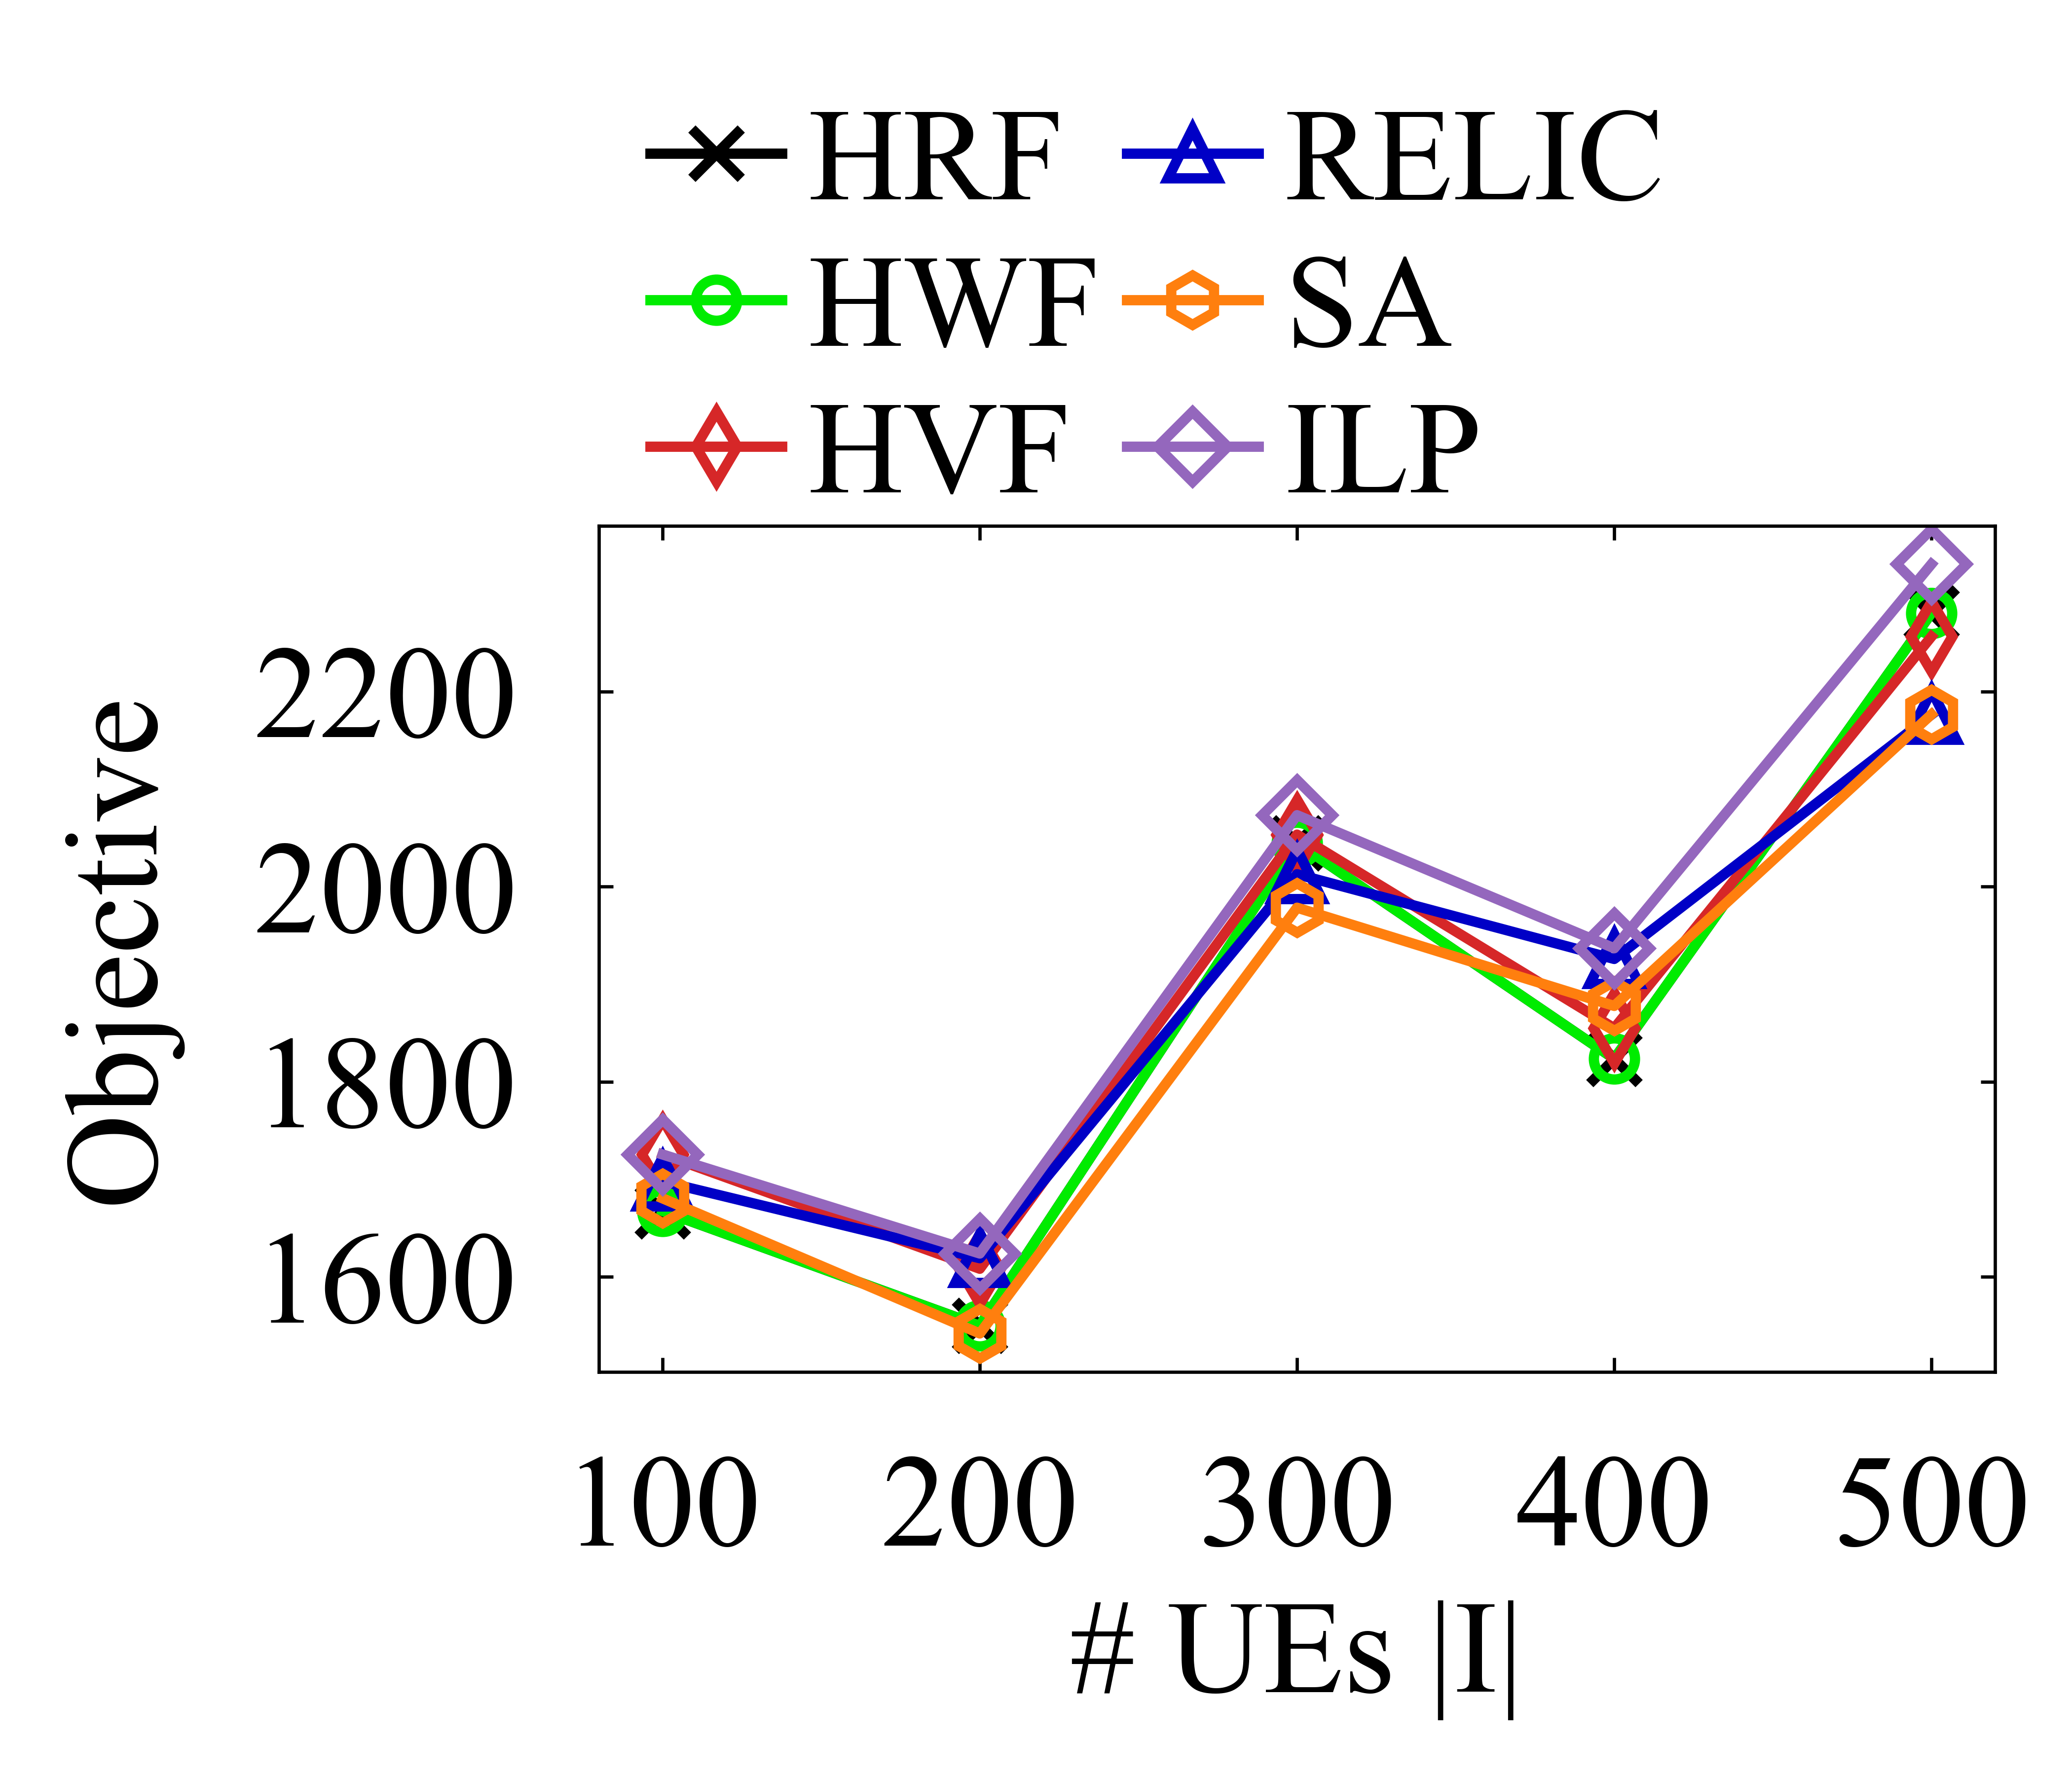 HRF RELIC
HWF SA
HVF ILP
Objective
2200
2000
1800
1600
100 200 300 400 500
# UEs |I|